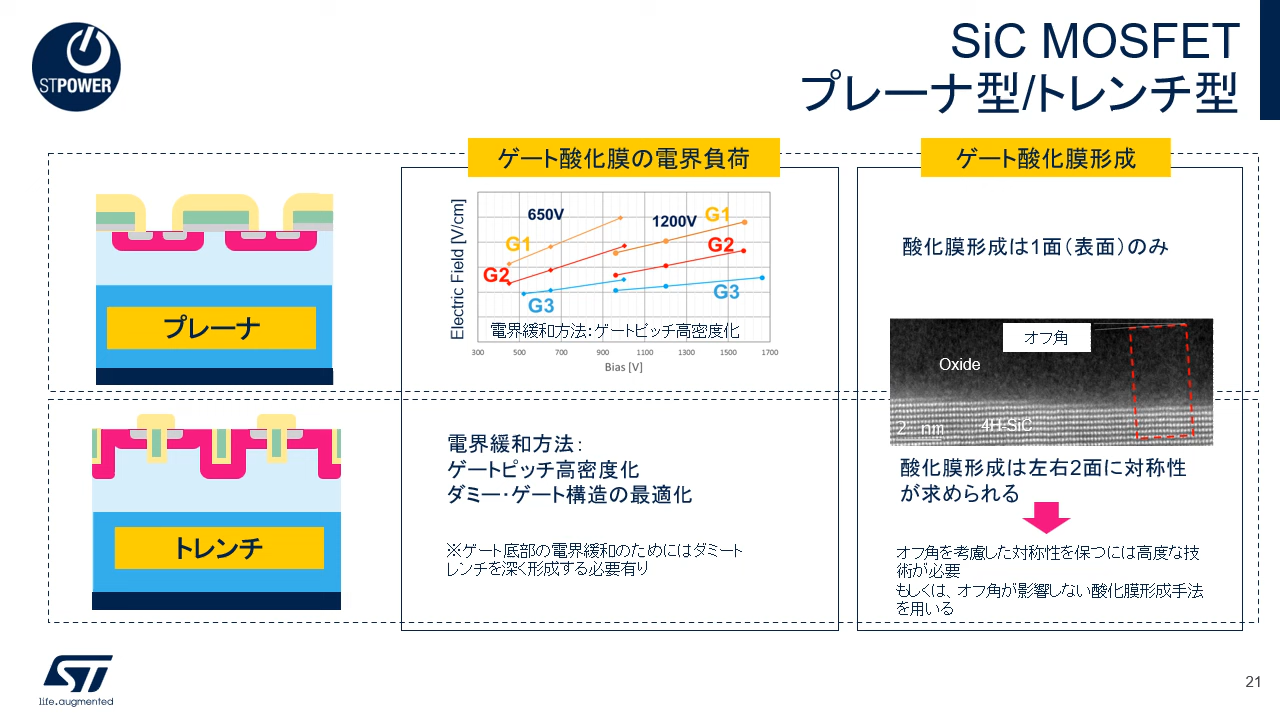 STPOWER
SiC MOSFET
プレーナ型/トレンチ型
ゲート酸化膜の電界負荷
ゲート酸化膜形成
プレーナ
Electric Field [V/cm]
650V
1200V
G1
G1
G2
G2
G3
G3
電界緩和方法：ゲートピッチ高密度化
300 500 700 900 1100 1300 1500 1700
Bias [V]
酸化膜形成は1面（表面）のみ
オフ角
Oxide
4H-SiC
2 nm
トレンチ
電界緩和方法：
ゲートピッチ高密度化
ダミー・ゲート構造の最適化
※ゲート底部の電界緩和のためにはダミート
レンチを深く形成する必要有り
酸化膜形成は左右2面に対称性
が求められる
オフ角を考慮した対称性を保つには高度な技
術が必要
もしくは、オフ角が影響しない酸化膜形成手法
を用いる
ST
life.augmented
21